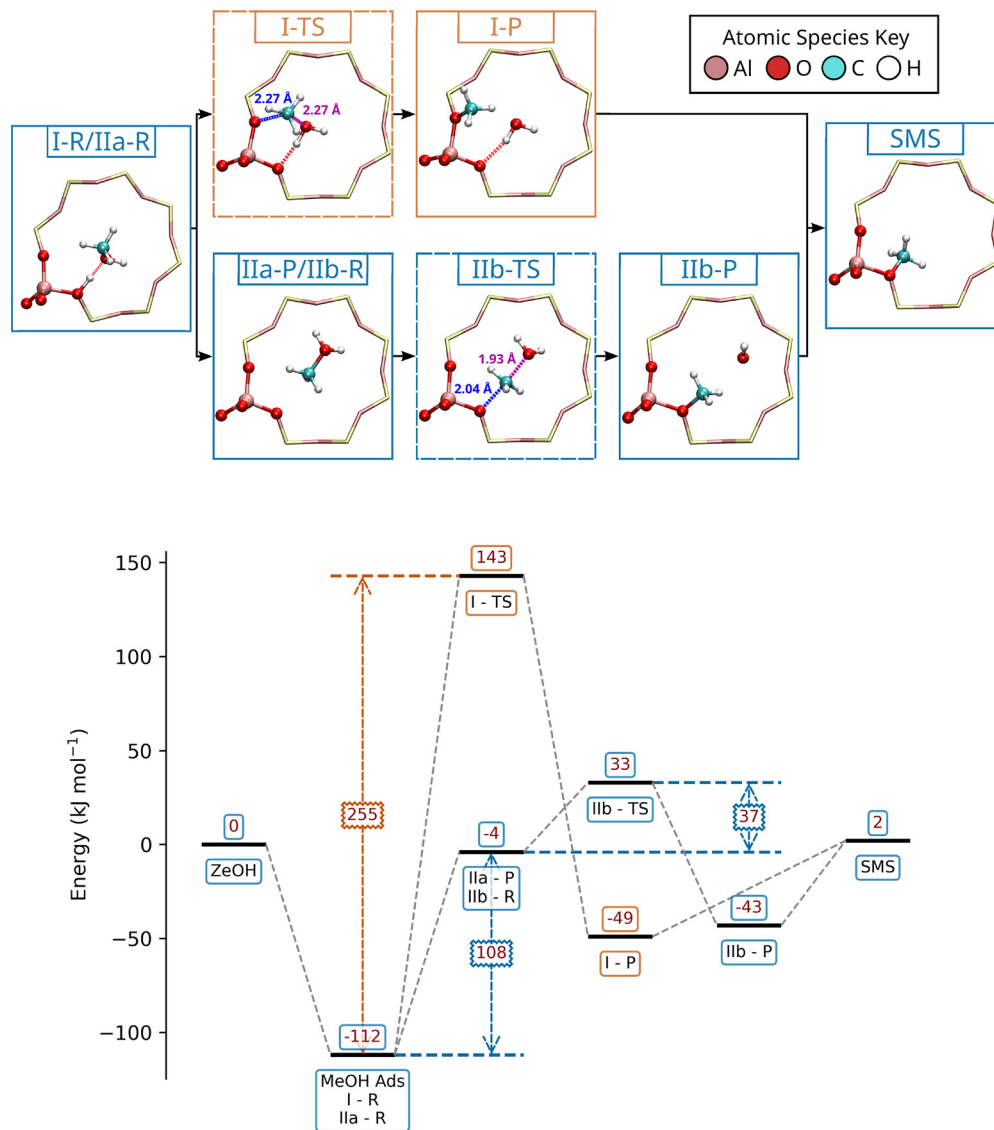 I-TS
I-P
Atomic Species Key
Al O C H
I-R/IIa-R
SMS
2.27 Å
2.27 Å
IIa-P/IIb-R
IIb-TS
IIb-P
1.93 Å
2.04 Å
Energy (kJ mol−1)
150
100
50
0
−50
−100
143
I - TS
255
33
IIb - TS
37
0
ZeOH
-4
IIa - P
IIb - R
2
SMS
-49
I - P
-43
IIb - P
108
-112
MeOH Ads
I - R
IIa - R